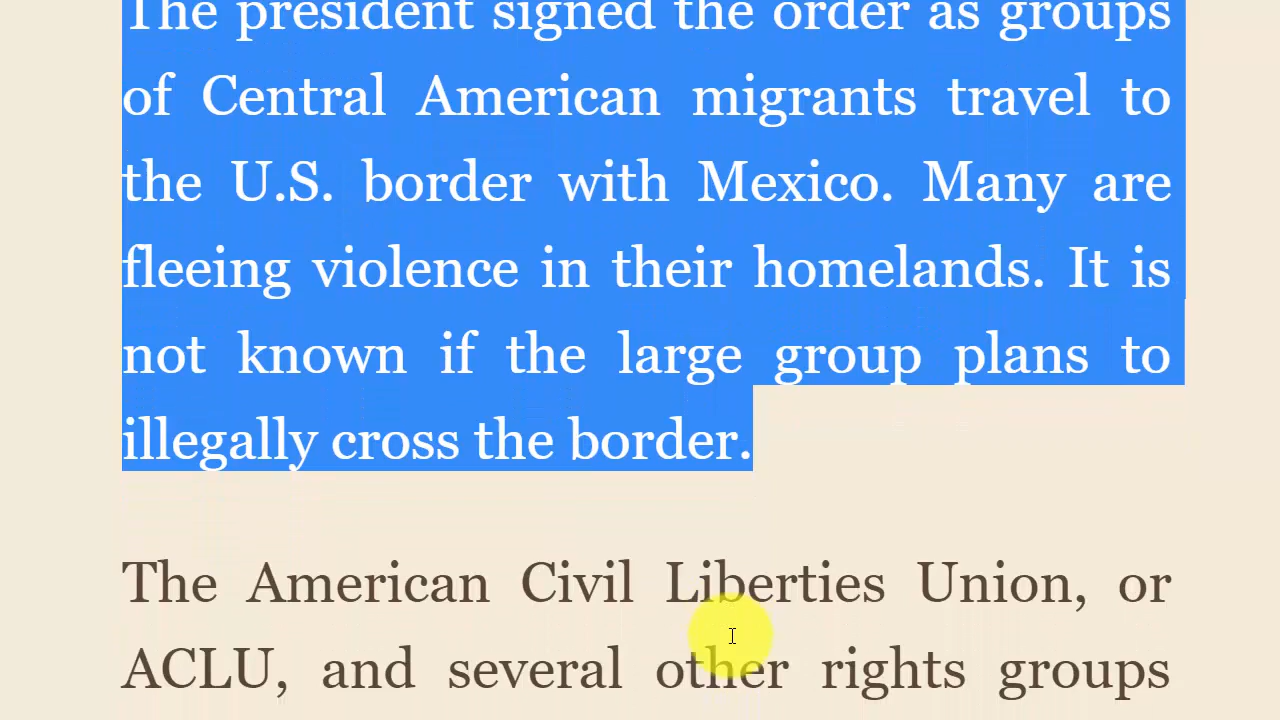 The president signed the order as groups
of Central American migrants travel to
the U.S. border with Mexico. Many are
fleeing violence in their homelands. It is
not known if the large group plans to
illegally cross the border.
The American Civil Liberties Union, or
ACLU, and several other rights groups